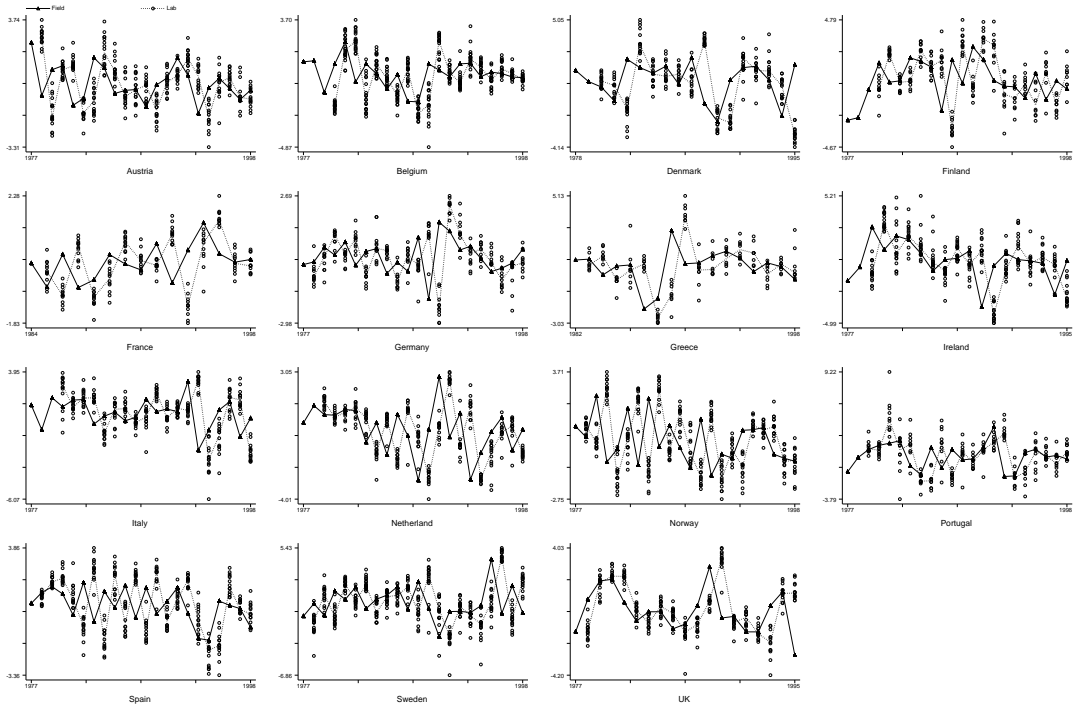 Field Lab
3.74 3.70 5.05 4.79
-3.31 -4.87 -4.14 -4.67
1977 1998 1977 1998 1978 1995 1977 1998
Austria Belgium Denmark Finland
2.28 2.69 5.13 5.21
-1.83 -2.98 -3.03 -4.99
1984 1998 1977 1998 1982 1998 1977 1995
France Germany Greece Ireland
3.95 3.05 3.71 9.22
-6.07 -4.01 -2.75 -3.79
1977 1998 1977 1998 1977 1998 1977 1998
Italy Netherland Norway Portugal
3.86 5.43 4.03
-3.36 -6.86 -4.20
1977 1998 1977 1998 1977 1995
Spain Sweden UK